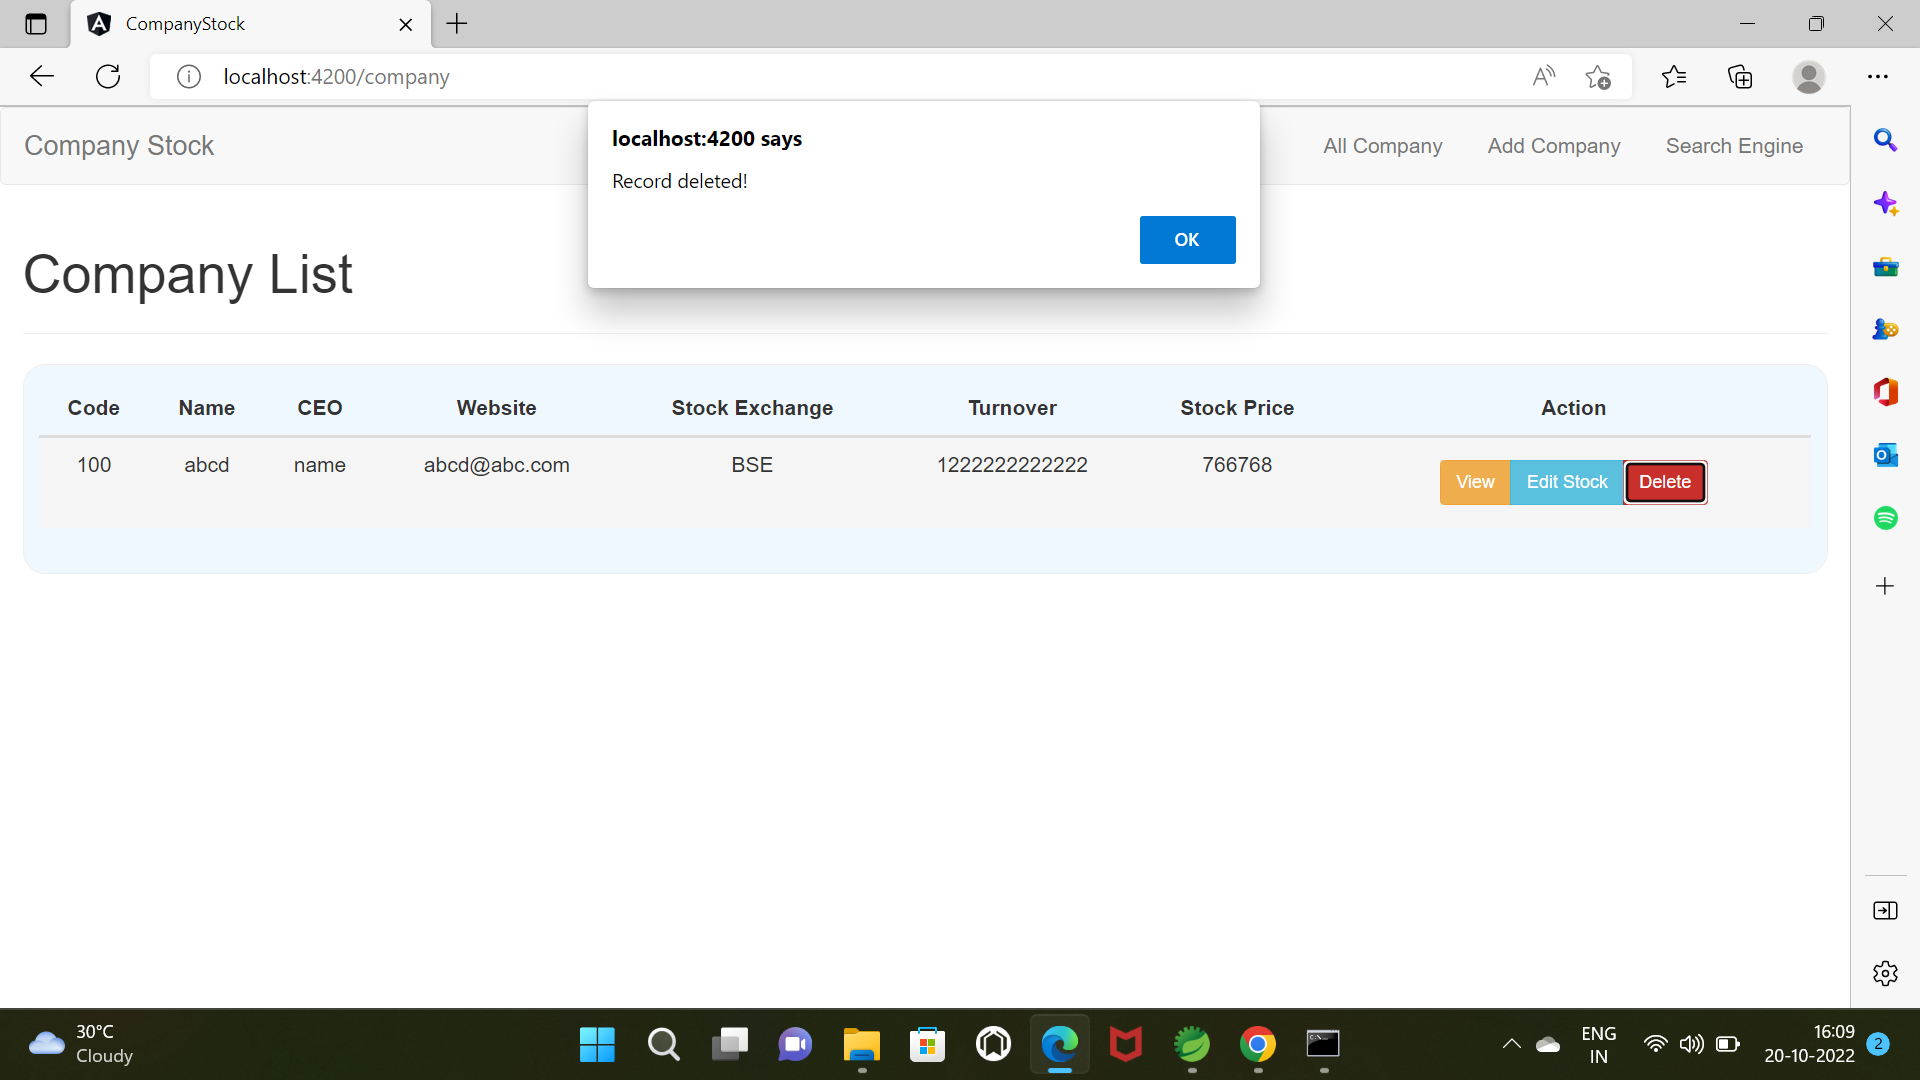 CompanyStock
localhost:4200/company
localhost:4200 says
Record deleted!
OK
Company Stock
All Company
Add Company
Search Engine
Company List
Code Name CEO Website Stock Exchange Turnover Stock Price Action
100 abcd name abcd@abc.com BSE 1222222222222 766768 View Edit Stock Delete
30°C
Cloudy
ENG
IN
16:09
20-10-2022
2